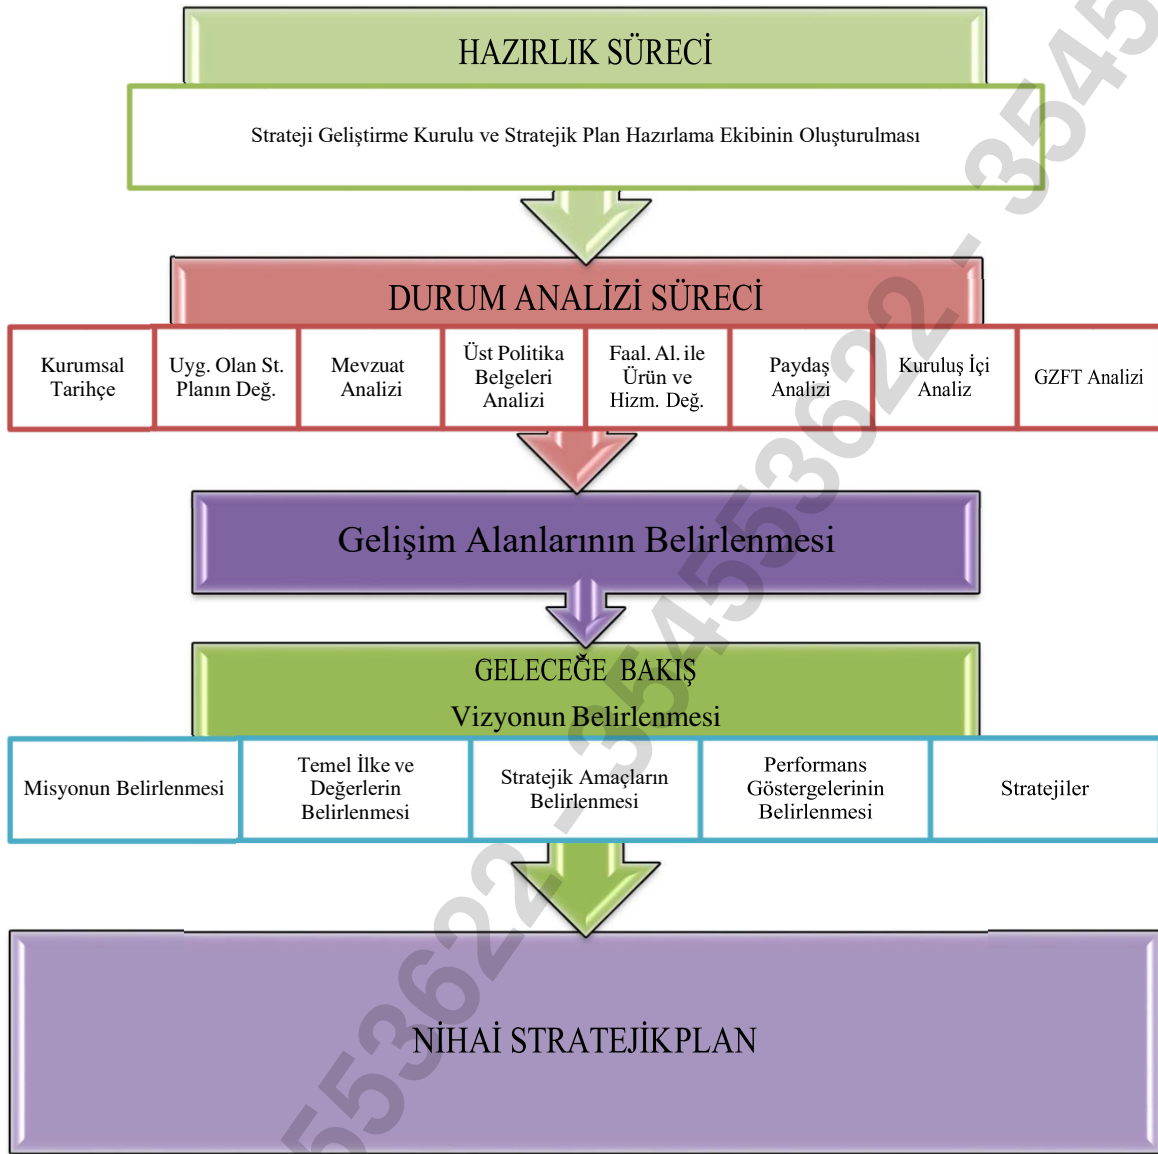 HAZIRLIK SÜRECİ
Strateji Geliştirme Kurulu ve Stratejik Plan Hazırlama Ekibinin Oluşturulması
DURUM ANALİZİ SÜRECİ
Kurumsal
Tarihçe
Uyg. Olan St.
Planın Değ.
Mevzuat
Analizi
Üst Politika
Belgeleri
Analizi
Faal. Al. ile
Ürün ve
Hizm. Değ.
Paydaş
Analizi
Kuruluş İçi
Analiz
GZFT Analizi
Gelişim Alanlarının Belirlenmesi
GELECEĞE BAKIŞ
Vizyonun Belirlenmesi
Misyonun Belirlenmesi
Temel İlke ve
Değerlerin
Belirlenmesi
Stratejik Amaçların
Belirlenmesi
Performans
Göstergelerinin
Belirlenmesi
Stratejiler
NİHAİ STRATEJİKPLAN
553622 - 3545553622 - 3545